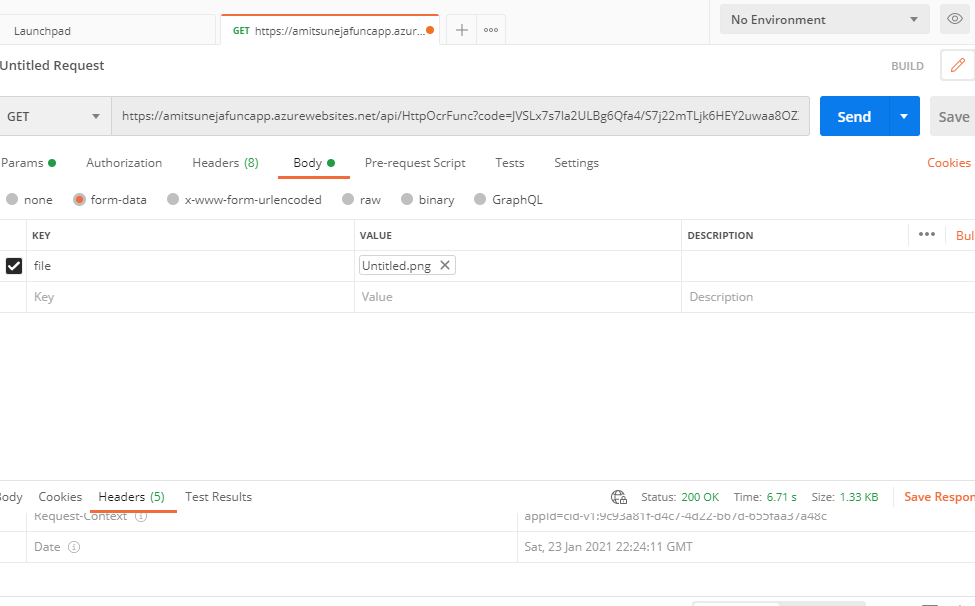 Launchpad
GET https://amitsunejafuncapp.azur...
No Environment
Untitled Request
BUILD
GET
https://amitsunejafuncapp.azurewebsites.net/api/HttpOcrFunc?code=JVSLx7s7la2ULBg6Qfa4/S7j22mTLjk6HEY2uwaa8OZ
Send
Save
Params
Authorization
Headers (8)
Body
Pre-request Script
Tests
Settings
Cookies
none
form-data
x-www-form-urlencoded
raw
binary
GraphQL
KEY
VALUE
DESCRIPTION
Bul
file
Untitled.png
Key
Value
Description
Body
Cookies
Headers (5)
Test Results
Status: 200 OK
Time: 6.71 s
Size: 1.33 KB
Save Respon
Request-Context
appId=cid-v1:9c93a81f-d4c7-4d22-b67d-655faa37a48c
Date
Sat, 23 Jan 2021 22:24:11 GMT